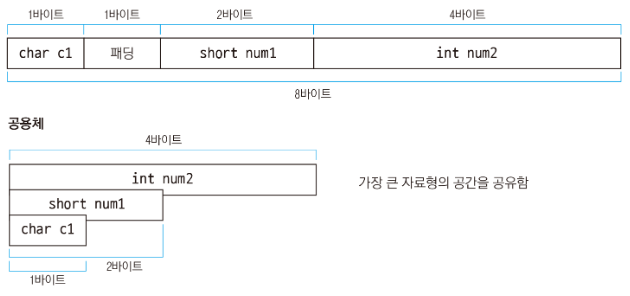 1바이트 1바이트 2바이트 4바이트
char c1 패딩 short num1 int num2
8바이트
공용체
4바이트
int num2
가장 큰 자료형의 공간을 공유함
short num1
char c1
2바이트
1바이트